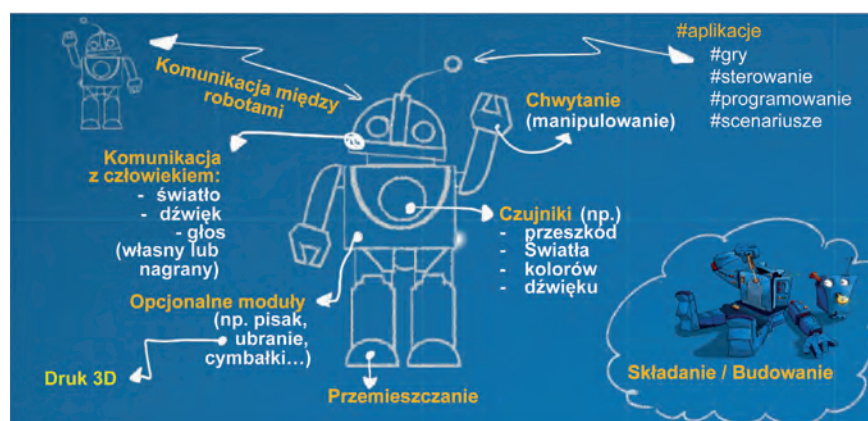 Komunikacja między
robotami
#aplikacje
#gry
#sterowanie
#programowanie
#scenariusze
Chwytanie
(manipulowanie)
Komunikacja
z człowiekiem:
- światło
- dźwięk
- głos
(własny lub
nagrany)
Czujniki (np.)
- przeszkód
- Światła
- kolorów
- dźwięku
Opcjonalne moduły
(np. pisak,
ubranie,
cymbałki...)
Druk 3D
Przemieszczanie
Składanie / Budowanie